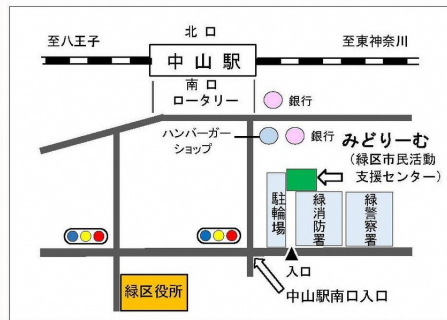 北 口
至八王子
至東神奈川
中 山 駅
南 口
ロータリー
銀行
ハンバーガー
ショップ
銀行
みどりーむ
(緑区市民活動
支援センター)
駐輪場
緑消防署
緑警察署
入口
緑区役所
中山駅南口入口